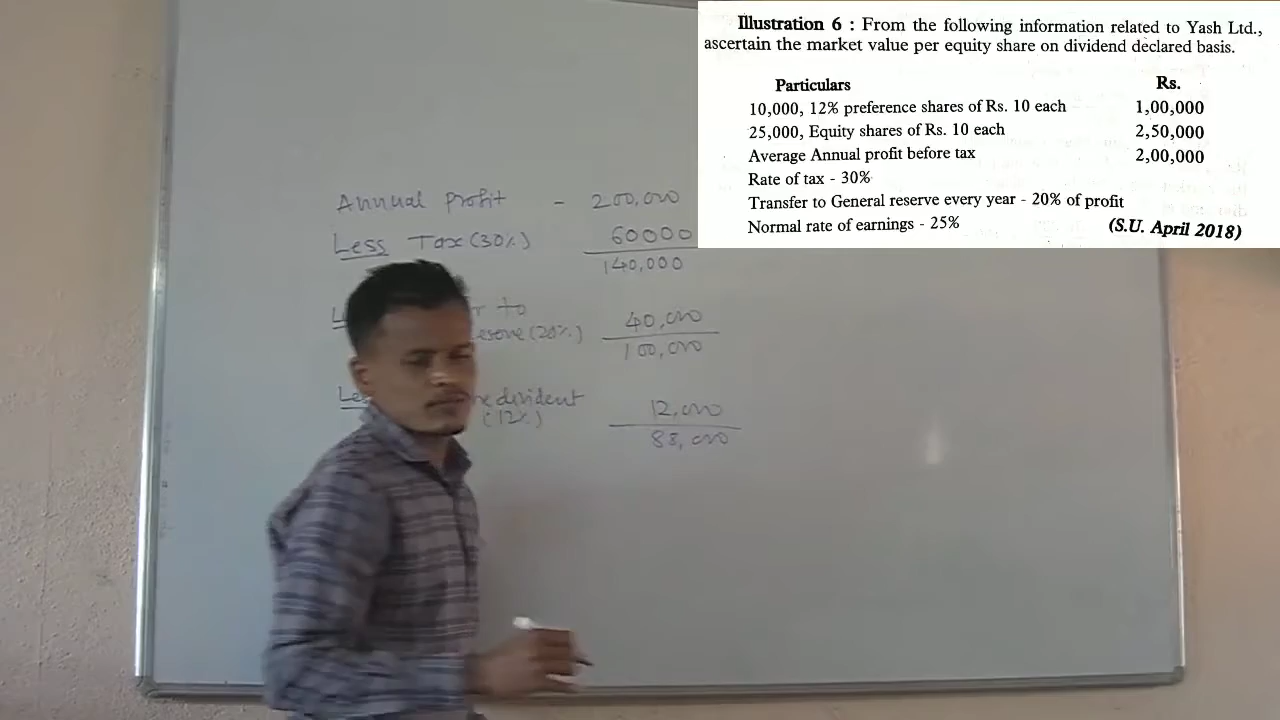 Illustration 6 : From the following information related to Yash Ltd.,
ascertain the market value per equity share on dividend declared basis.
Particulars Rs.
10,000, 12% preference shares of Rs. 10 each 1,00,000
25,000, Equity shares of Rs. 10 each 2,50,000
Average Annual profit before tax 2,00,000
Rate of tax - 30%
Transfer to General reserve every year - 20% of profit
Normal rate of earnings - 25% (S.U. April 2018)
Annual profit - 200,000
Less Tax (30%) 60000
140,000
to
(20%) 40,000
100,000
divident
(12%) 12,000
88,000